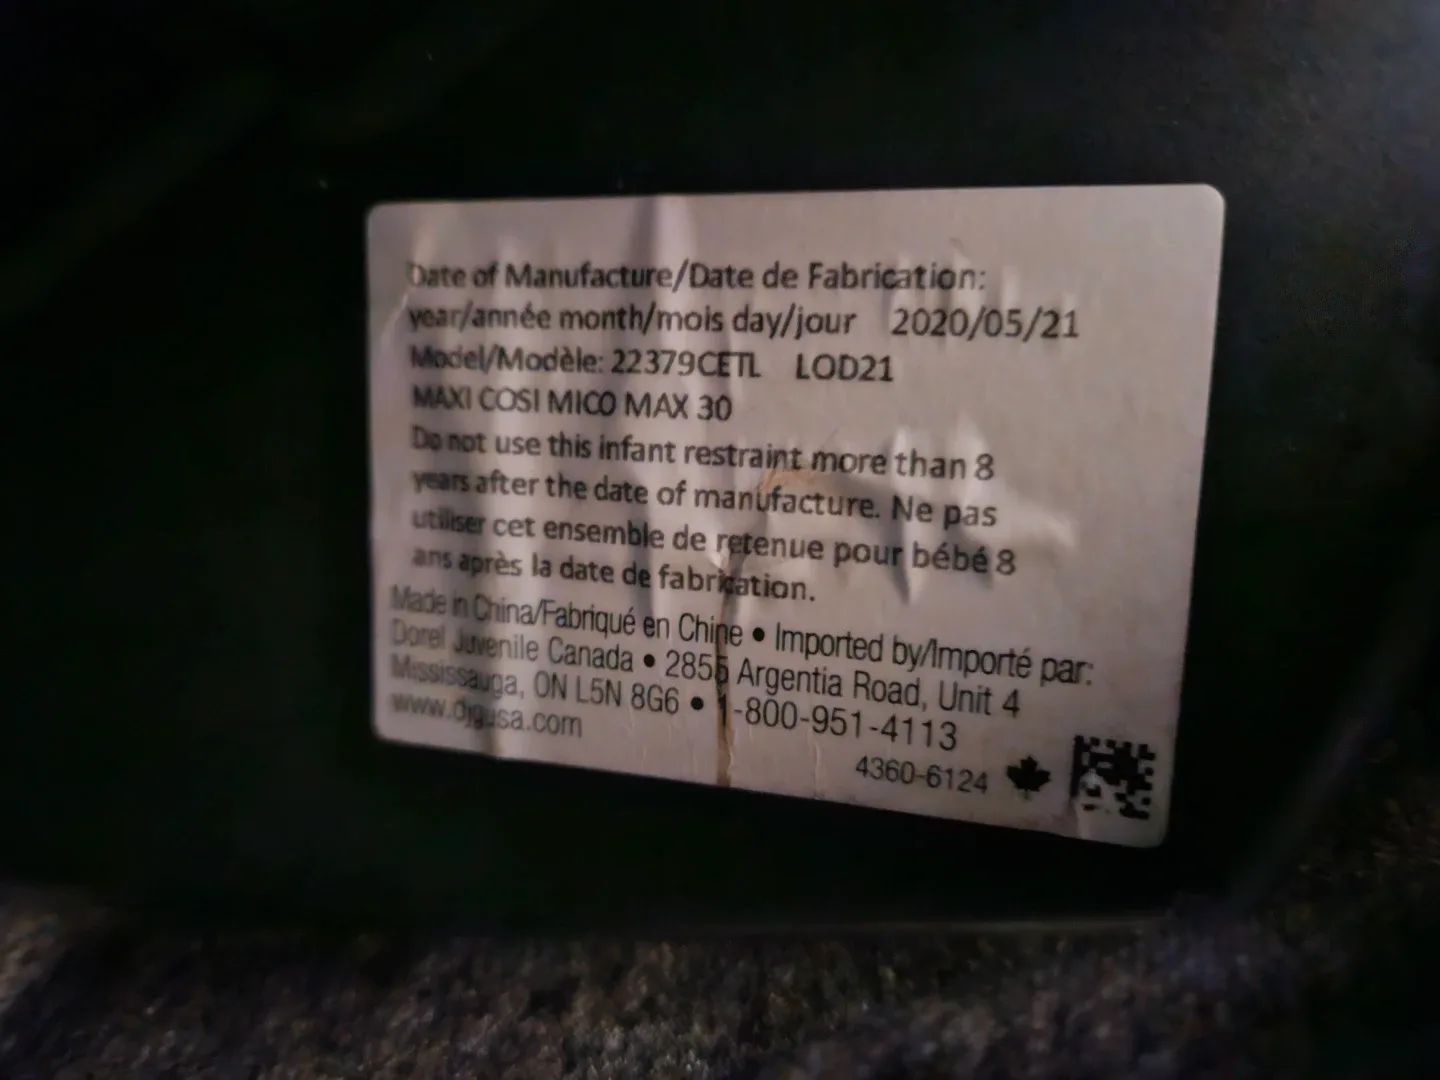 Date of Manufacture/Date de Fabrication:
year/année month/mois day/jour 2020/05/21
Model/Modèle: 22379CETL LOD21
MAXI COSI MICO MAX 30
Do not use this infant restraint more than 8
years after the date of manufacture. Ne pas
utiliser cet ensemble de retenue pour bébé 8
ans après la date de fabrication.
Made in China/Fabriqué en Chine • Imported by/Importé par:
Dorel Juvenile Canada • 2855 Argentia Road, Unit 4
Mississauga, ON L5N 8G6 • 1-800-951-4113
www.djgusa.com
4360-6124